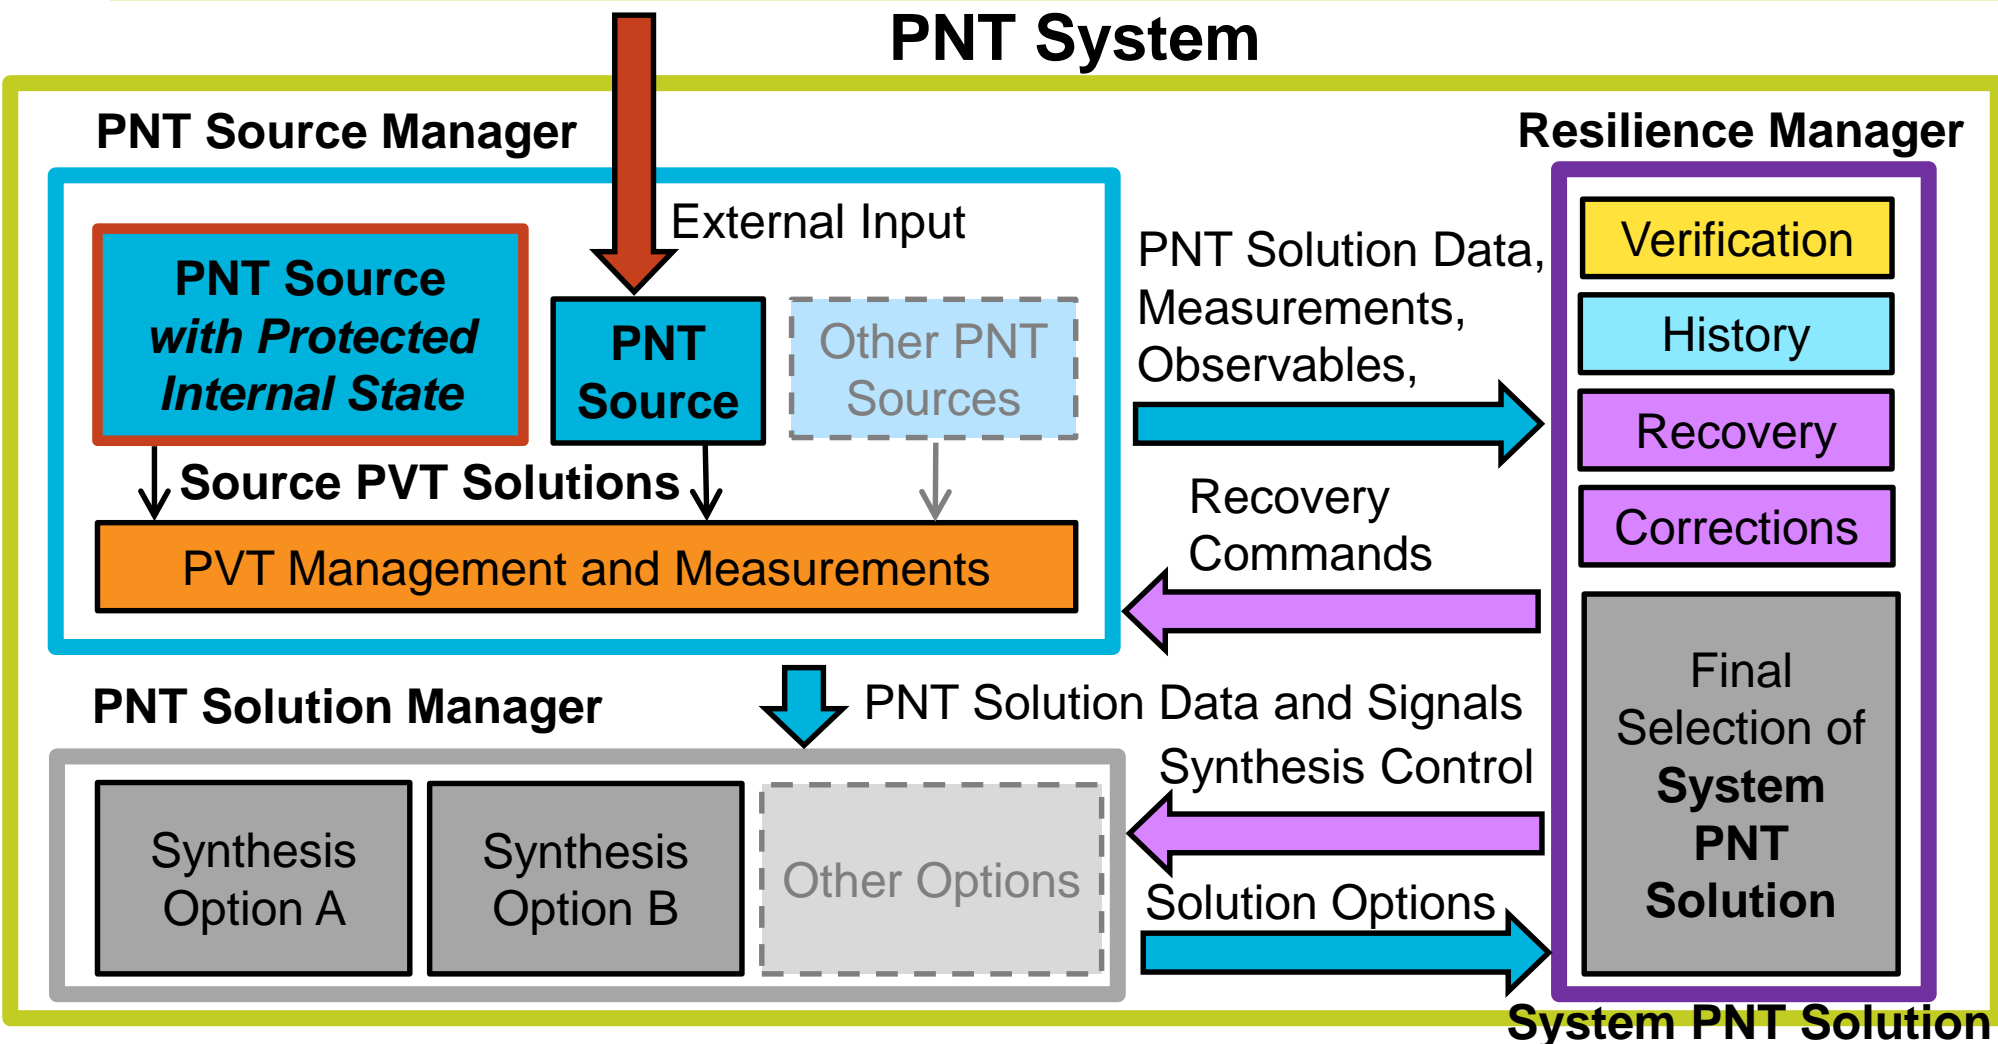 PNT System
PNT Source Manager
Resilience Manager
External Input
PNT Source
with Protected
Internal State
PNT
Source
Other PNT
Sources
Source PVT Solutions
PVT Management and Measurements
PNT Solution Data,
Measurements,
Observables,
Recovery
Commands
Verification
History
Recovery
Corrections
Final
Selection of
System
PNT
Solution
PNT Solution Manager
PNT Solution Data and Signals
Synthesis Control
Synthesis
Option A
Synthesis
Option B
Other Options
Solution Options
System PNT Solution